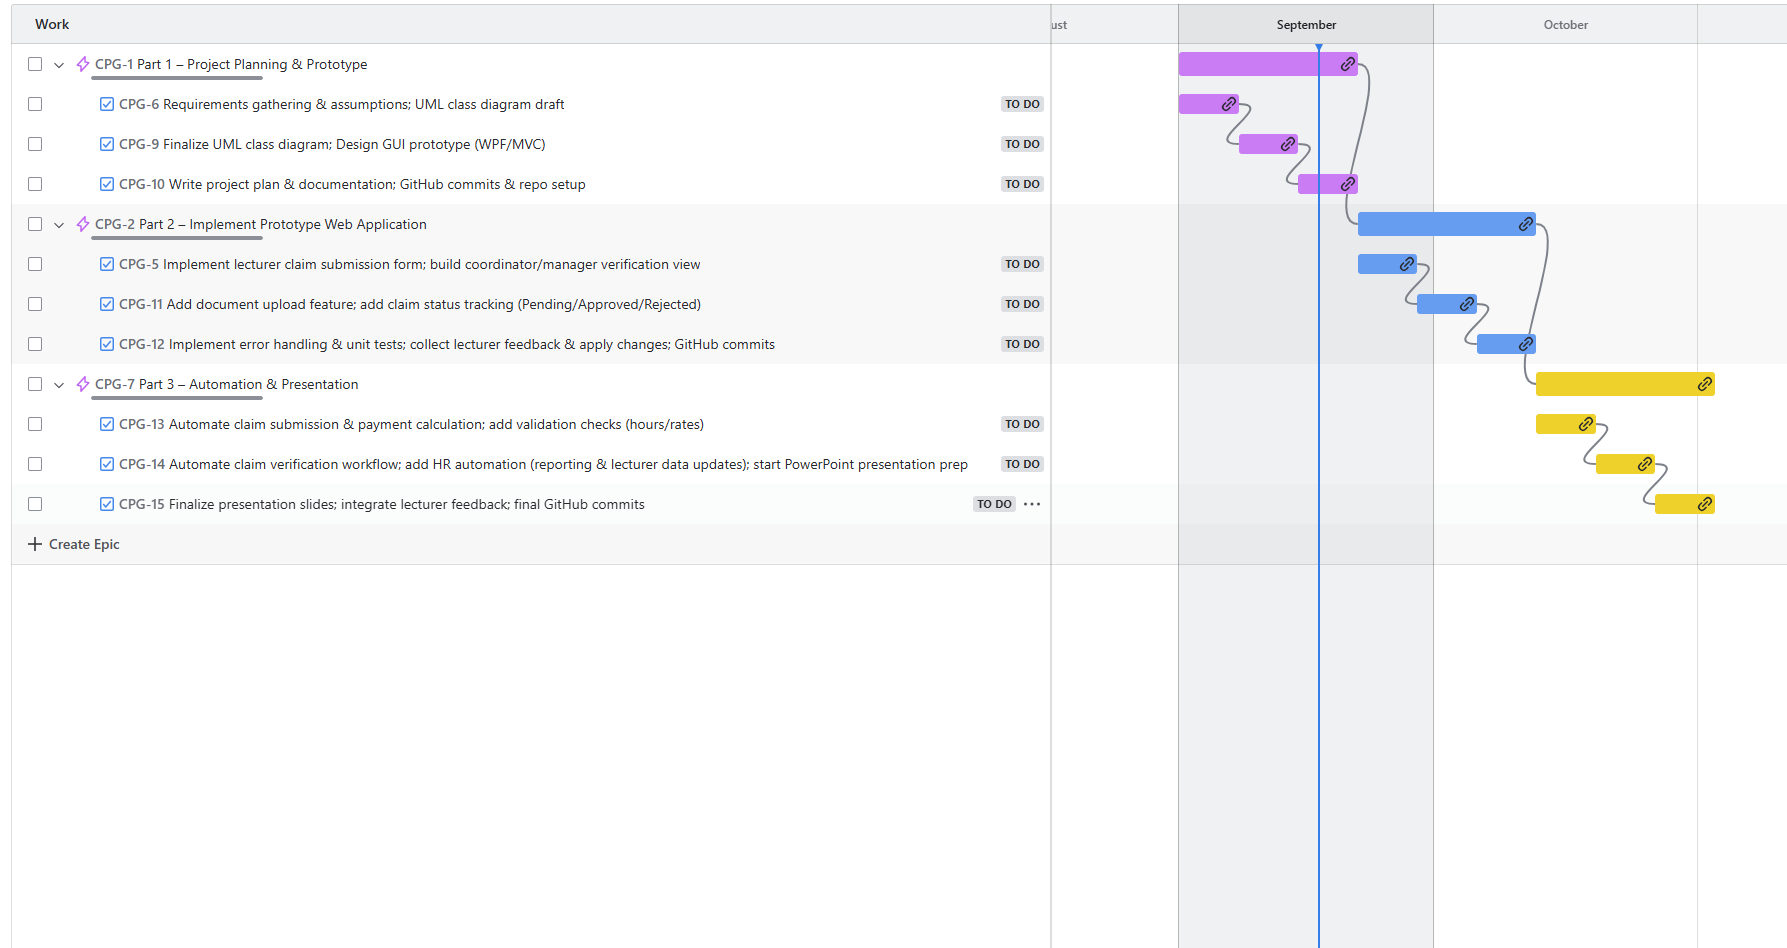 Work
ust
September
October
CPG-1 Part 1 – Project Planning & Prototype
CPG-6 Requirements gathering & assumptions; UML class diagram draft
TO DO
CPG-9 Finalize UML class diagram; Design GUI prototype (WPF/MVC)
TO DO
CPG-10 Write project plan & documentation; GitHub commits & repo setup
TO DO
CPG-2 Part 2 – Implement Prototype Web Application
CPG-5 Implement lecturer claim submission form; build coordinator/manager verification view
TO DO
CPG-11 Add document upload feature; add claim status tracking (Pending/Approved/Rejected)
TO DO
CPG-12 Implement error handling & unit tests; collect lecturer feedback & apply changes; GitHub commits
TO DO
CPG-7 Part 3 – Automation & Presentation
CPG-13 Automate claim submission & payment calculation; add validation checks (hours/rates)
TO DO
CPG-14 Automate claim verification workflow; add HR automation (reporting & lecturer data updates); start PowerPoint presentation prep
TO DO
CPG-15 Finalize presentation slides; integrate lecturer feedback; final GitHub commits
TO DO
Create Epic